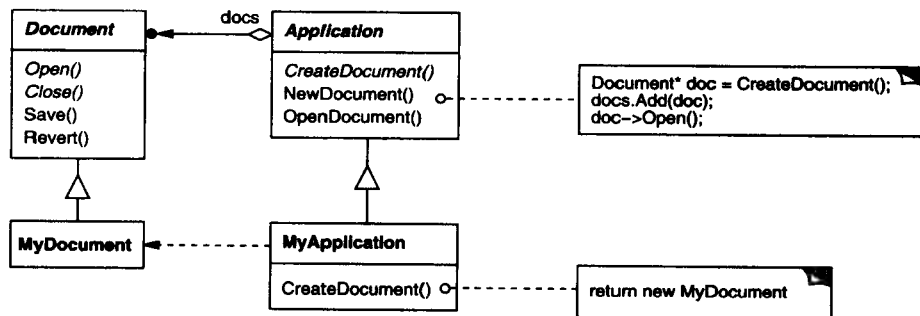 docs
Document
Open()
Close()
Save()
Revert()
Application
CreateDocument()
NewDocument()
OpenDocument()
Document* doc = CreateDocument();
docs.Add(doc);
doc->Open();
MyDocument
MyApplication
CreateDocument()
return new MyDocument